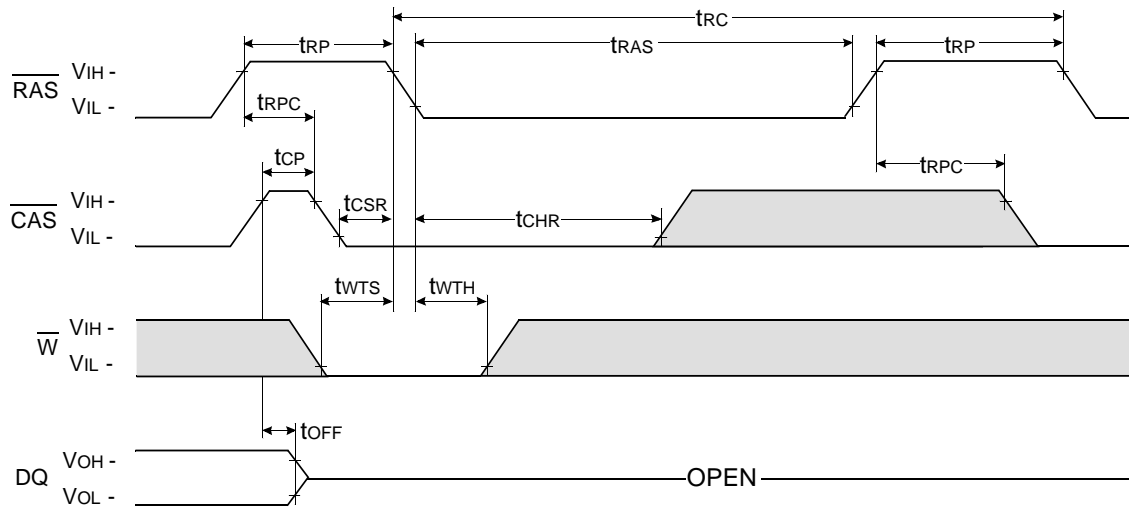 tRC
tRP
tRAS
tRP
RAS
VIH -
VIL -
tRPC
tCP
tRPC
CAS
VIH -
VIL -
tCSR
tCHR
tWTS
tWTH
W
VIH -
VIL -
tOFF
DQ
VOH -
VOL -
OPEN